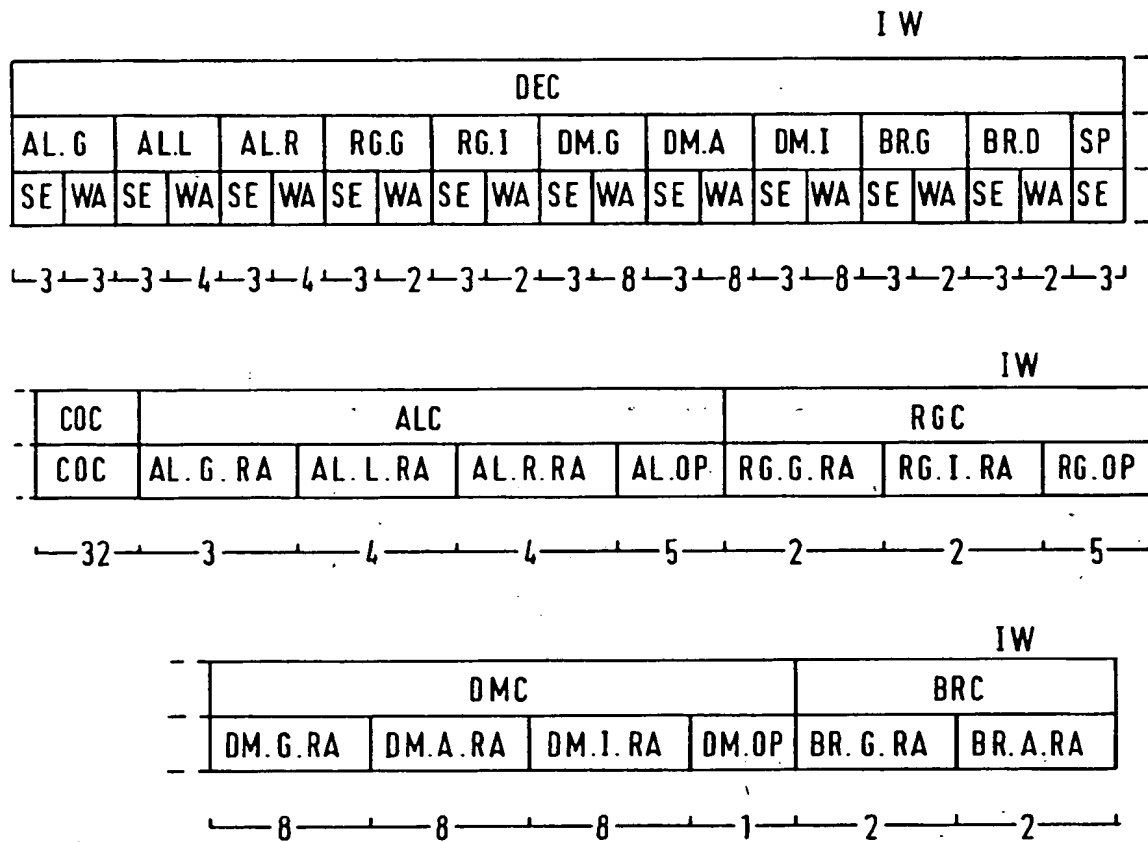 I W
DEC
AL. G AL.L AL.R RG.G RG.I DM.G DM.A DM.I BR.G BR.D SP
SE WA SE WA SE WA SE WA SE WA SE WA SE WA SE WA SE WA SE WA SE
3 3 3 4 3 4 3 2 3 2 3 8 3 8 3 8 3 2 3 2 3
IW
COC ALC RGC
COC AL. G. RA AL. L. RA AL. R. RA AL.OP RG. G. RA RG. I. RA RG. OP
32 3 4 4 5 2 2 5
IW
DMC BRC
DM. G. RA DM. A. RA DM. I. RA DM. OP BR. G. RA BR. A. RA
8 8 8 1 2 2